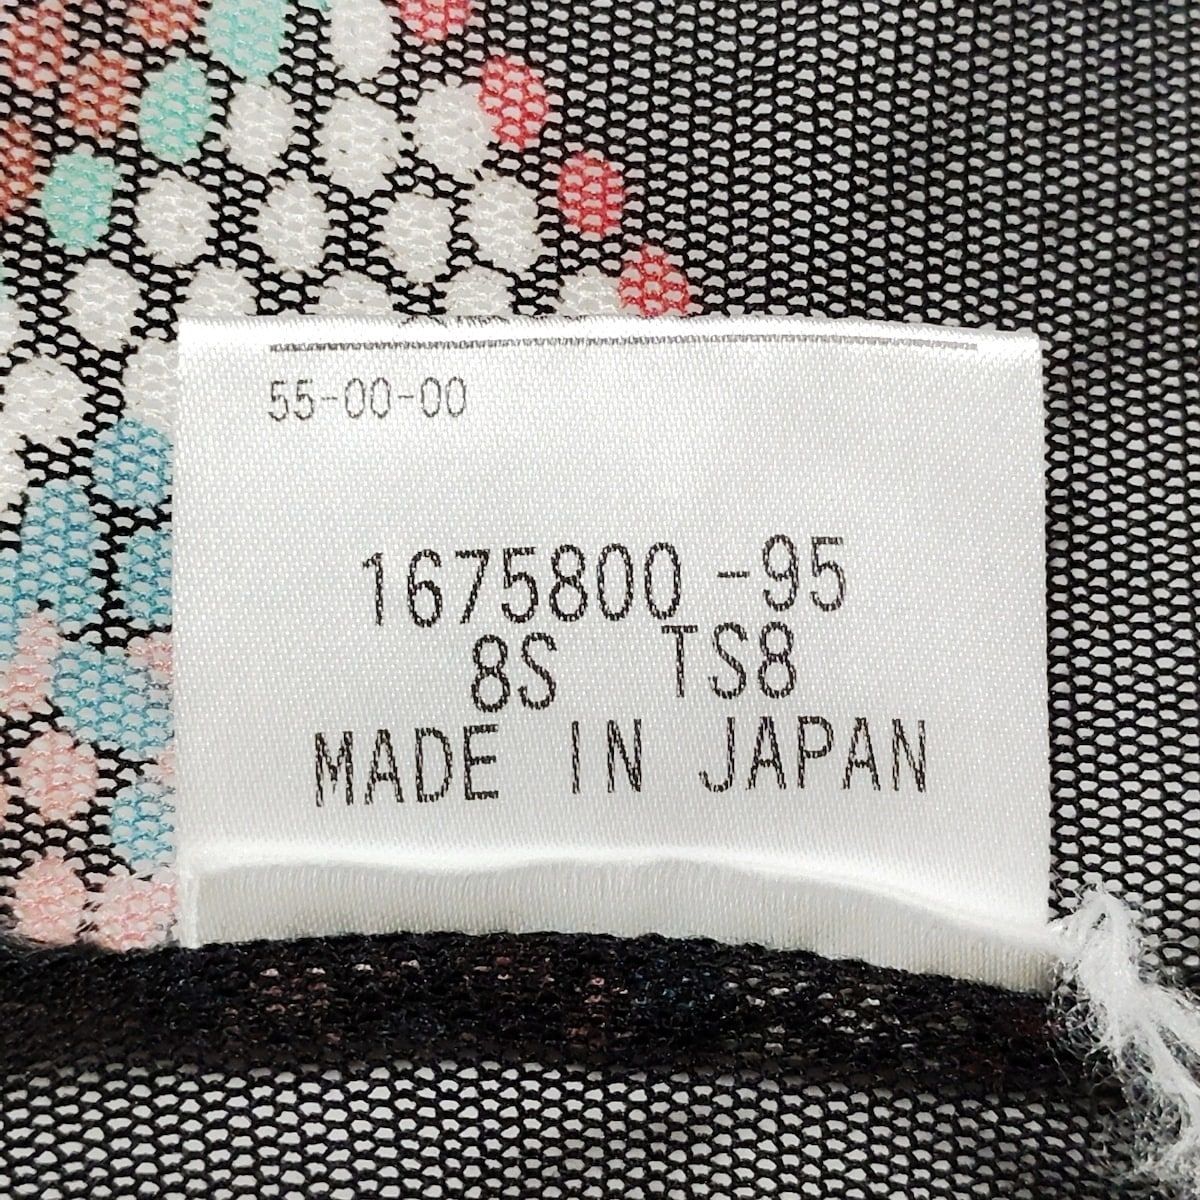 55-00-00
1675800-95
8S TS8
MADE IN JAPAN